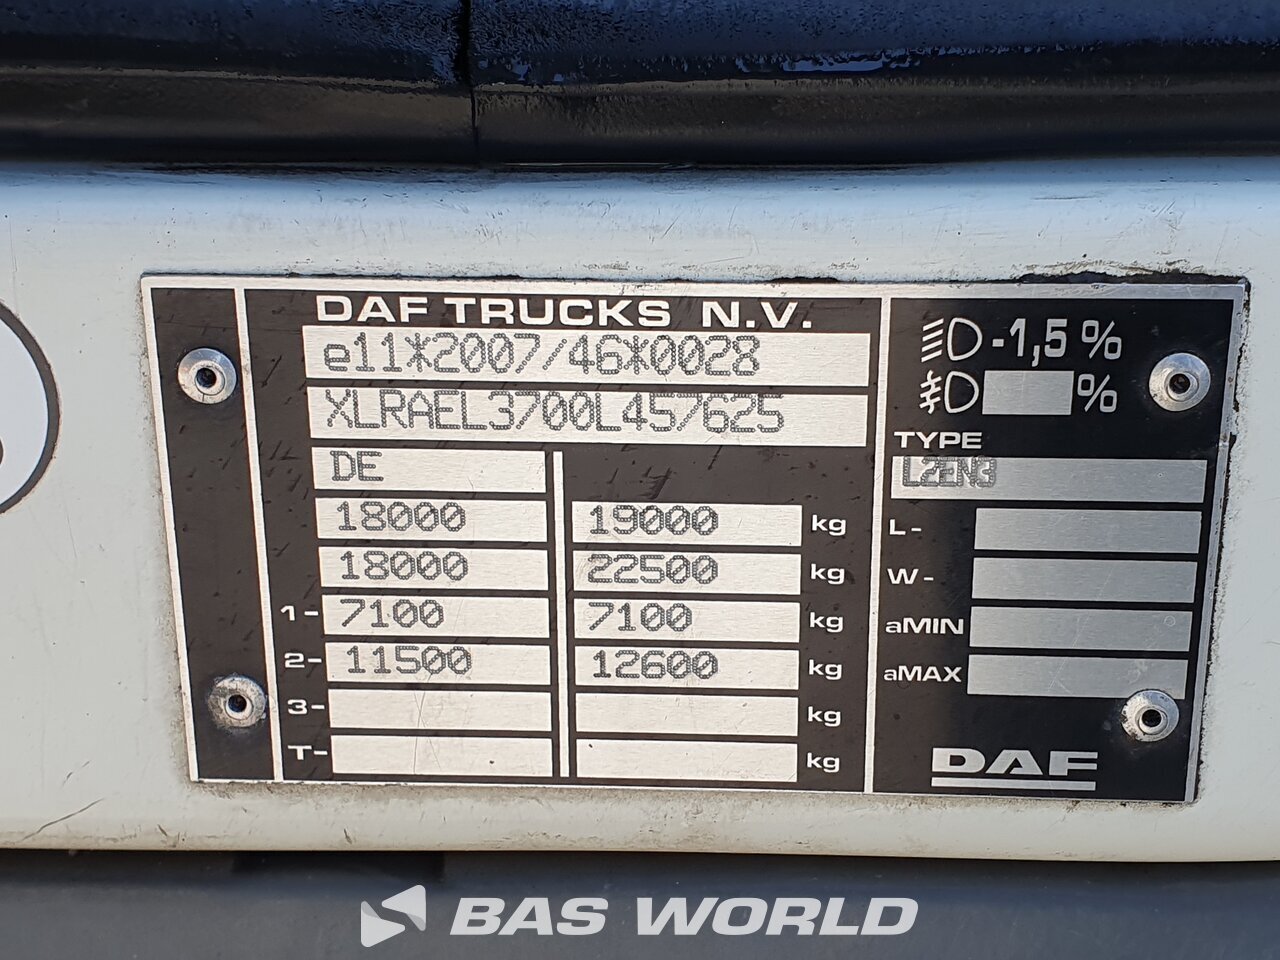 DAF TRUCKS N.V.
e11*2007/46*0028
XLRAEL3700L457625
DE
18000 19000 kg
18000 22500 kg
1- 7100 7100 kg
2- 11500 12600 kg
3- kg
T- kg
-1,5 %
%
TYPE
L2EN3
L-
W-
aMIN
aMAX
DAF
BAS WORLD